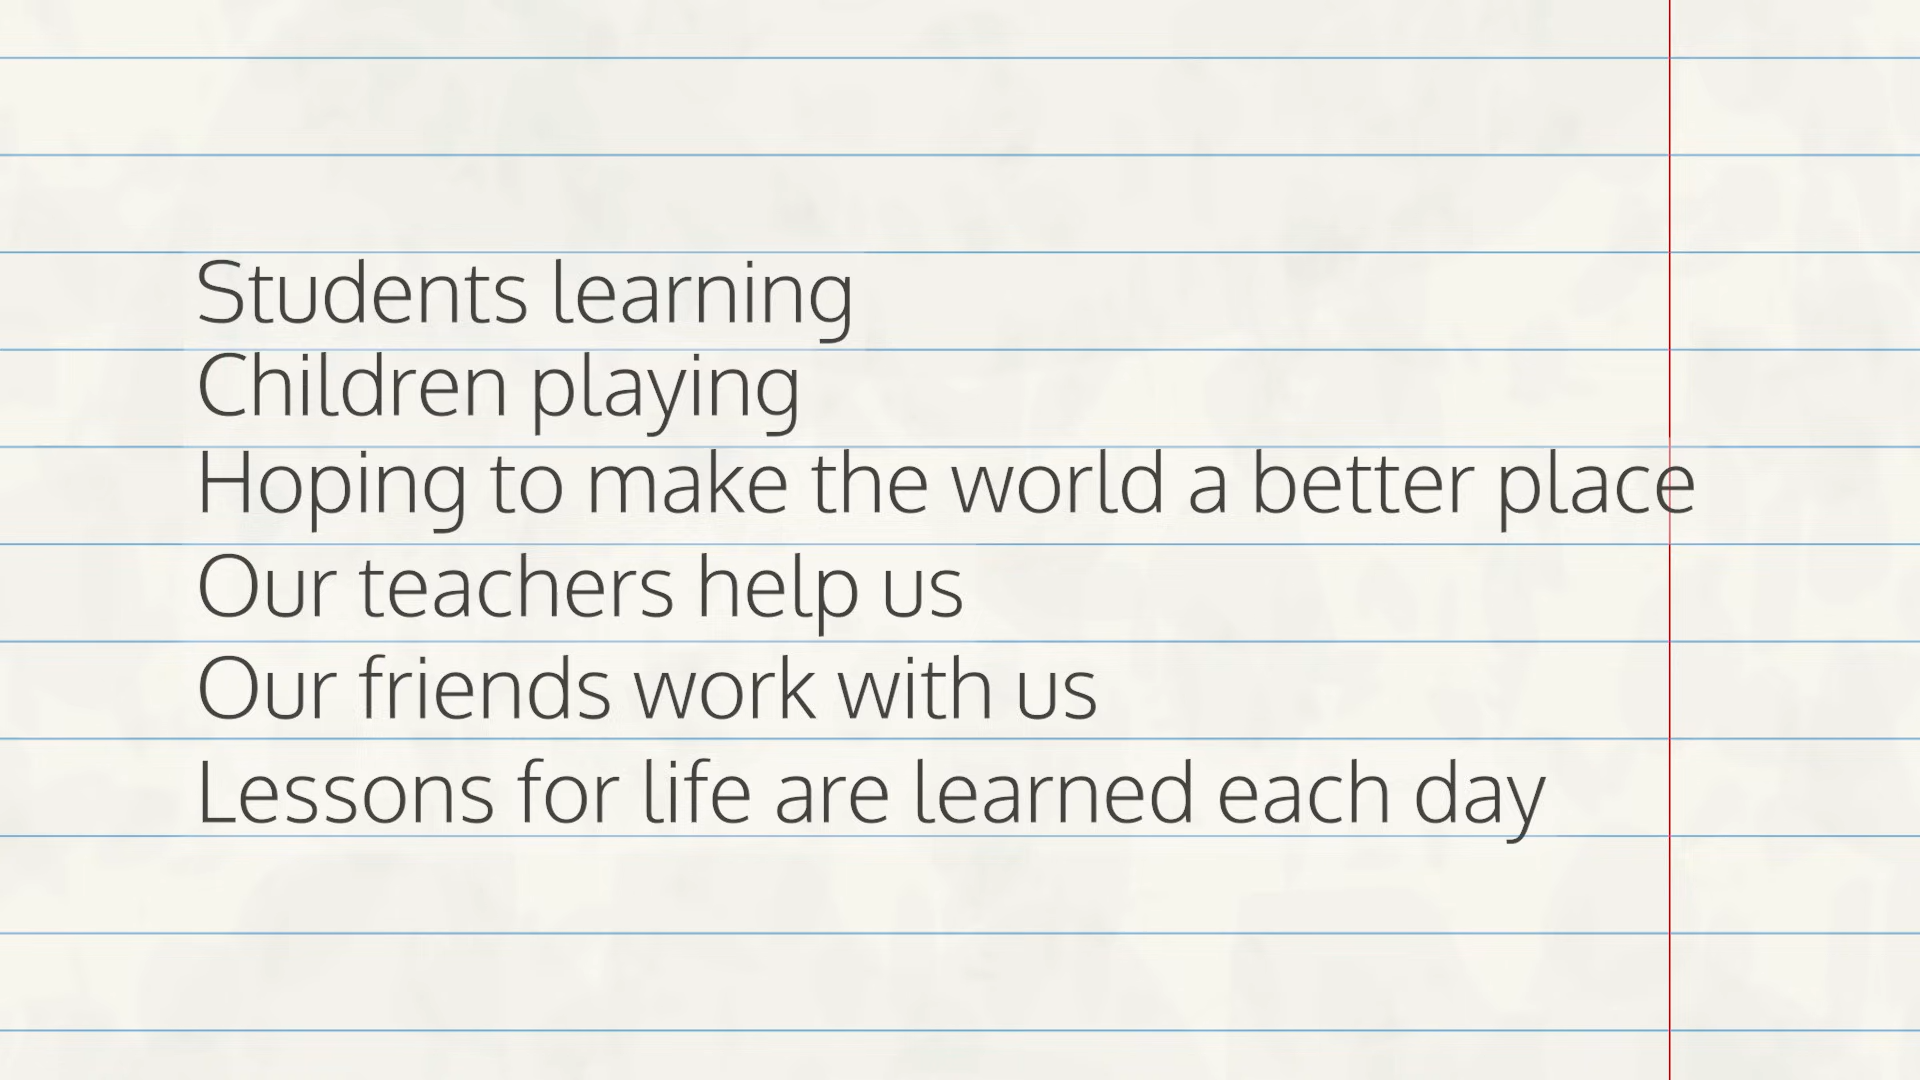 Students learning
Children playing
Hoping to make the world a better place
Our teachers help us
Our friends work with us
Lessons for life are learned each day